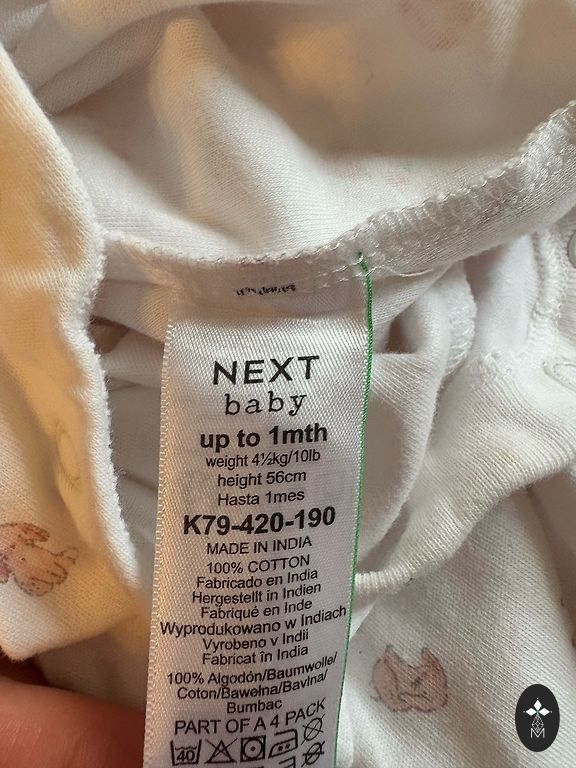 NEXT
baby
up to 1mth
weight 4½kg/10lb
height 56cm
Hasta 1mes
K79-420-190
MADE IN INDIA
100% COTTON
Fabricado en India
Hergestellt in Indien
Fabriqué en Inde
Wyprodukowano w Indiach
Vyrobeno v Indii
Fabricat în India
100% Algodón/Baumwolle/
Coton/Bawełna/Bavlna/
Bumbac
PART OF A 4 PACK
40
M